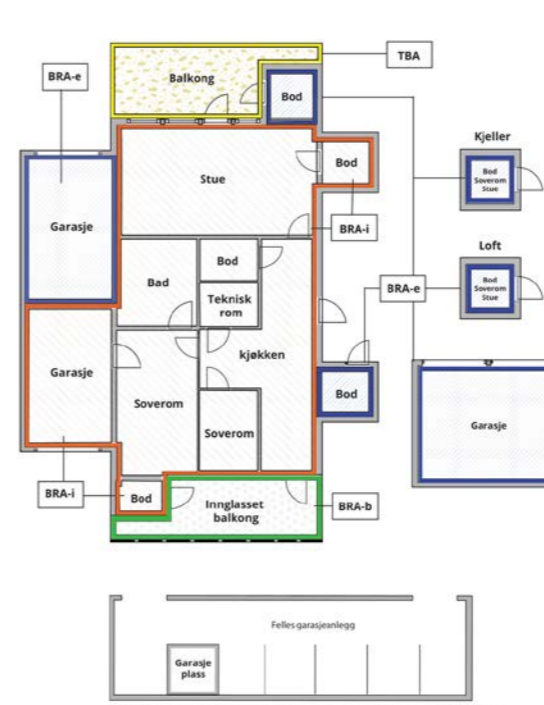 TBA
BRA-e
Balkong
Bod
Kjeller
Bod
Soverom
Stue
Stue
Bod
BRA-i
Garasje
Loft
Bod
Soverom
Stue
Bad
Bod
Teknisk
rom
BRA-e
kjøkken
Garasje
Soverom
Soverom
Bod
Garasje
BRA-i
Bod
Innglasset
balkong
BRA-b
Felles garasjeanlegg
Garasje
plass